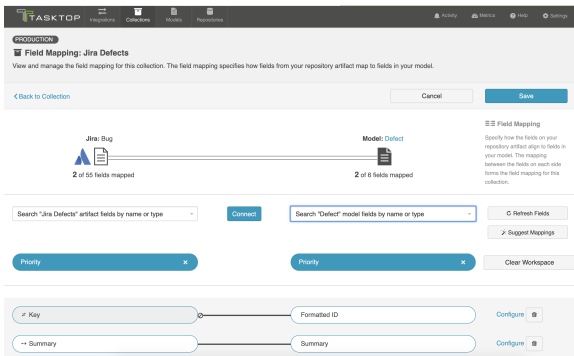 TASKTOP
Integrations
Collections
Models
Repositories
Activity
Metrics
Help
Settings
PRODUCTION
Field Mapping: Jira Defects
View and manage the field mapping for this collection. The field mapping specifies how fields from your repository artifact map to fields in your model.
Back to Collection
Cancel
Save
Jira: Bug
Model: Defect
2 of 55 fields mapped
2 of 6 fields mapped
Field Mapping
Specify how the fields on your
repository artifact align to fields in
your model. The mapping
between the fields on each side
forms the field mapping for this
collection.
Search "Jira Defects" artifact fields by name or type
Connect
Search "Defect" model fields by name or type
Refresh Fields
Suggest Mappings
Priority
Priority
Clear Workspace
Key
Formatted ID
Configure
Summary
Summary
Configure